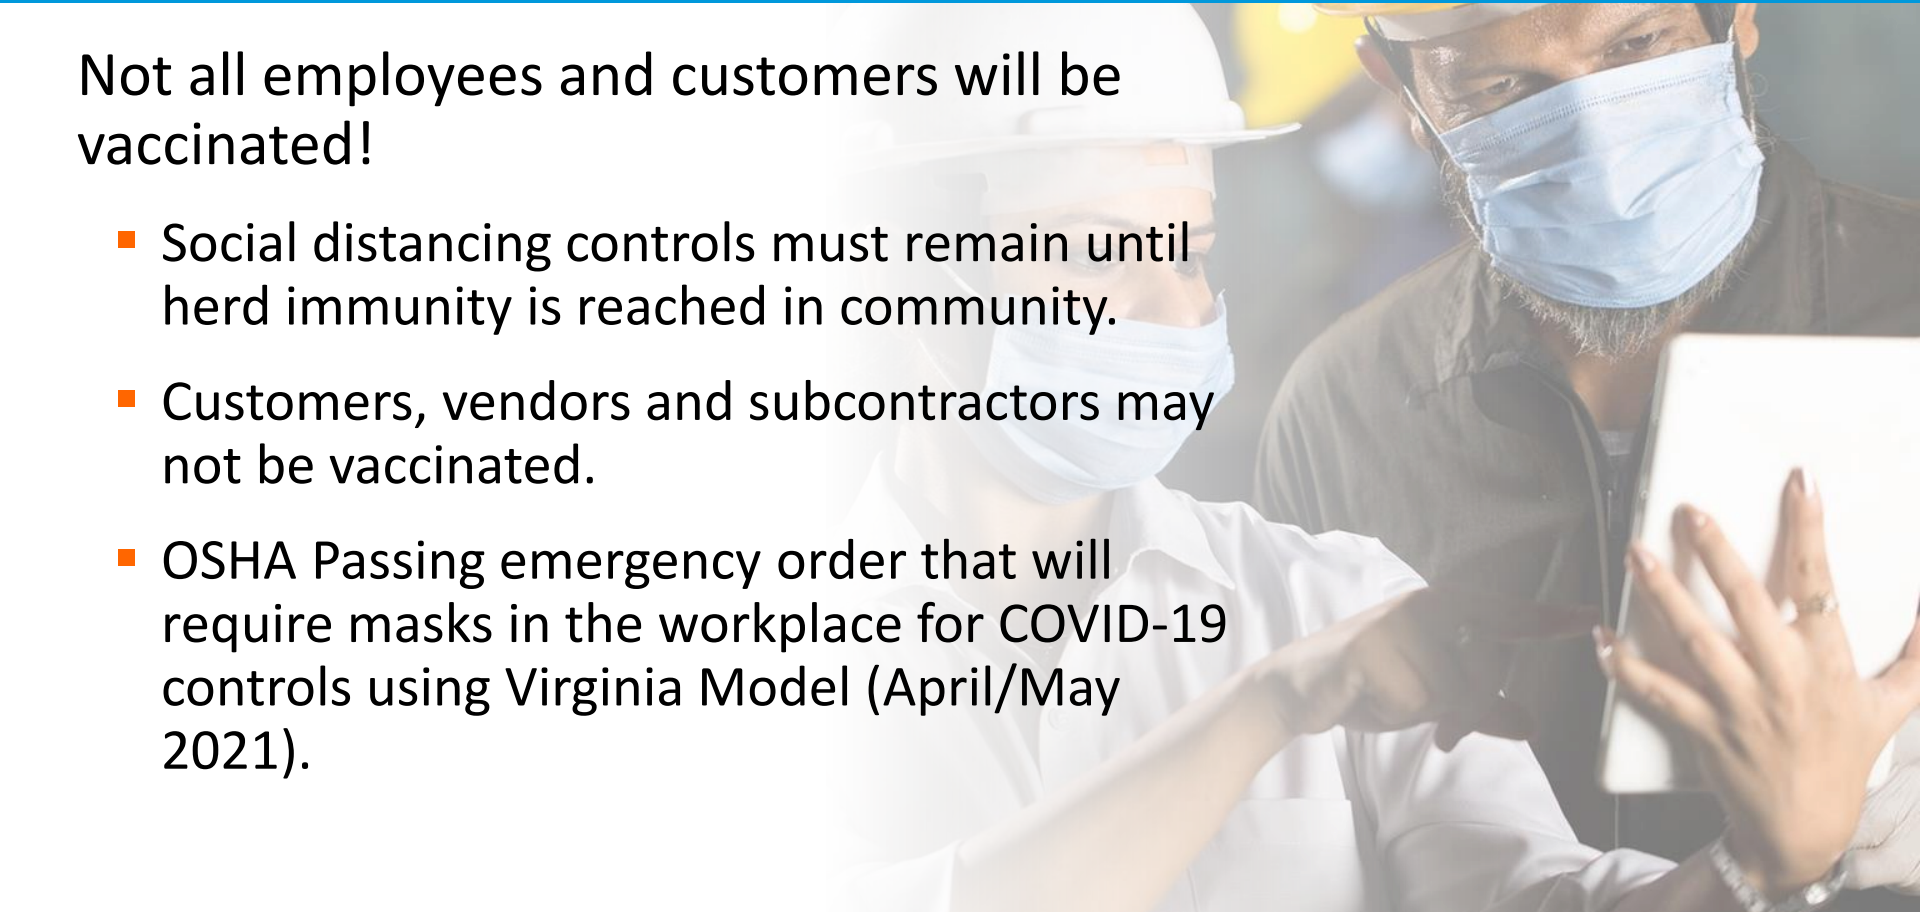 Not all employees and customers will be
vaccinated!
▪ Social distancing controls must remain until
herd immunity is reached in community.
▪ Customers, vendors and subcontractors may
not be vaccinated.
▪ OSHA Passing emergency order that will
require masks in the workplace for COVID-19
controls using Virginia Model (April/May
2021).